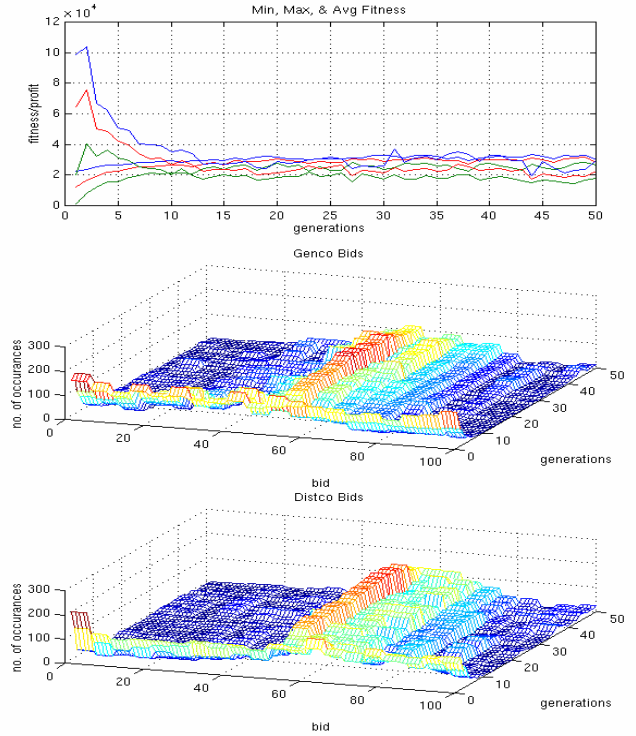 Min, Max, & Avg Fitness
12 × 10⁴
10
8
6
4
2
0
fitness/profit
0 5 10 15 20 25 30 35 40 45 50
generations
Genco Bids
300
200
100
0
no. of occurances
0 20 40 60 80 100
bid
0 10 20 30 40 50
generations
Distco Bids
300
200
100
0
no. of occurances
0 20 40 60 80 100
bid
0 10 20 30 40 50
generations